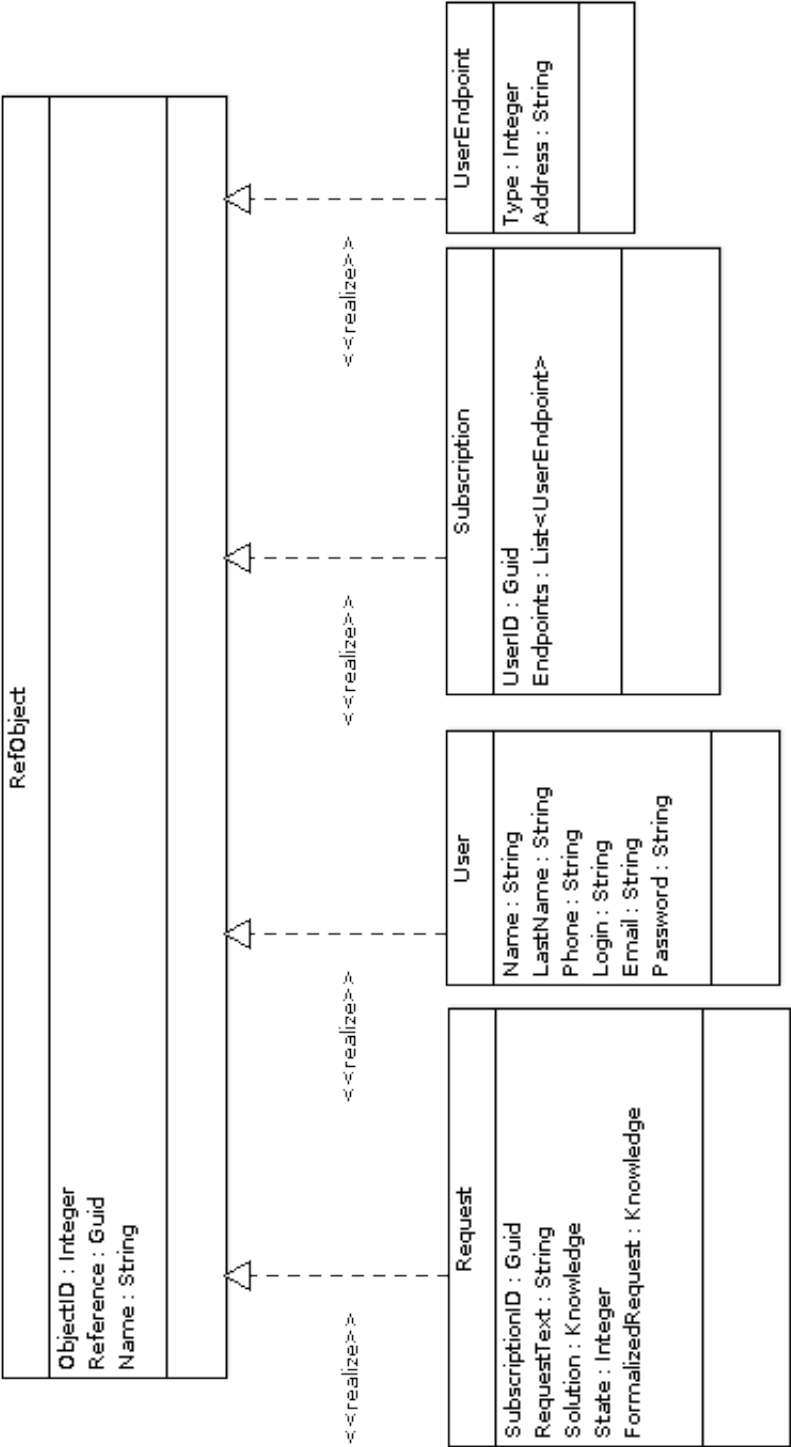 RefObject
ObjectID : Integer
Reference : Guid
Name : String
<<realize>>
<<realize>>
<<realize>>
<<realize>>
Request
SubscriptionID : Guid
RequestText : String
Solution : Knowledge
State : Integer
FormalizedRequest : Knowledge
User
Name : String
LastName : String
Phone : String
Login : String
Email : String
Password : String
Subscription
UserID : Guid
Endpoints : List<UserEndpoint>
UserEndpoint
Type : Integer
Address : String